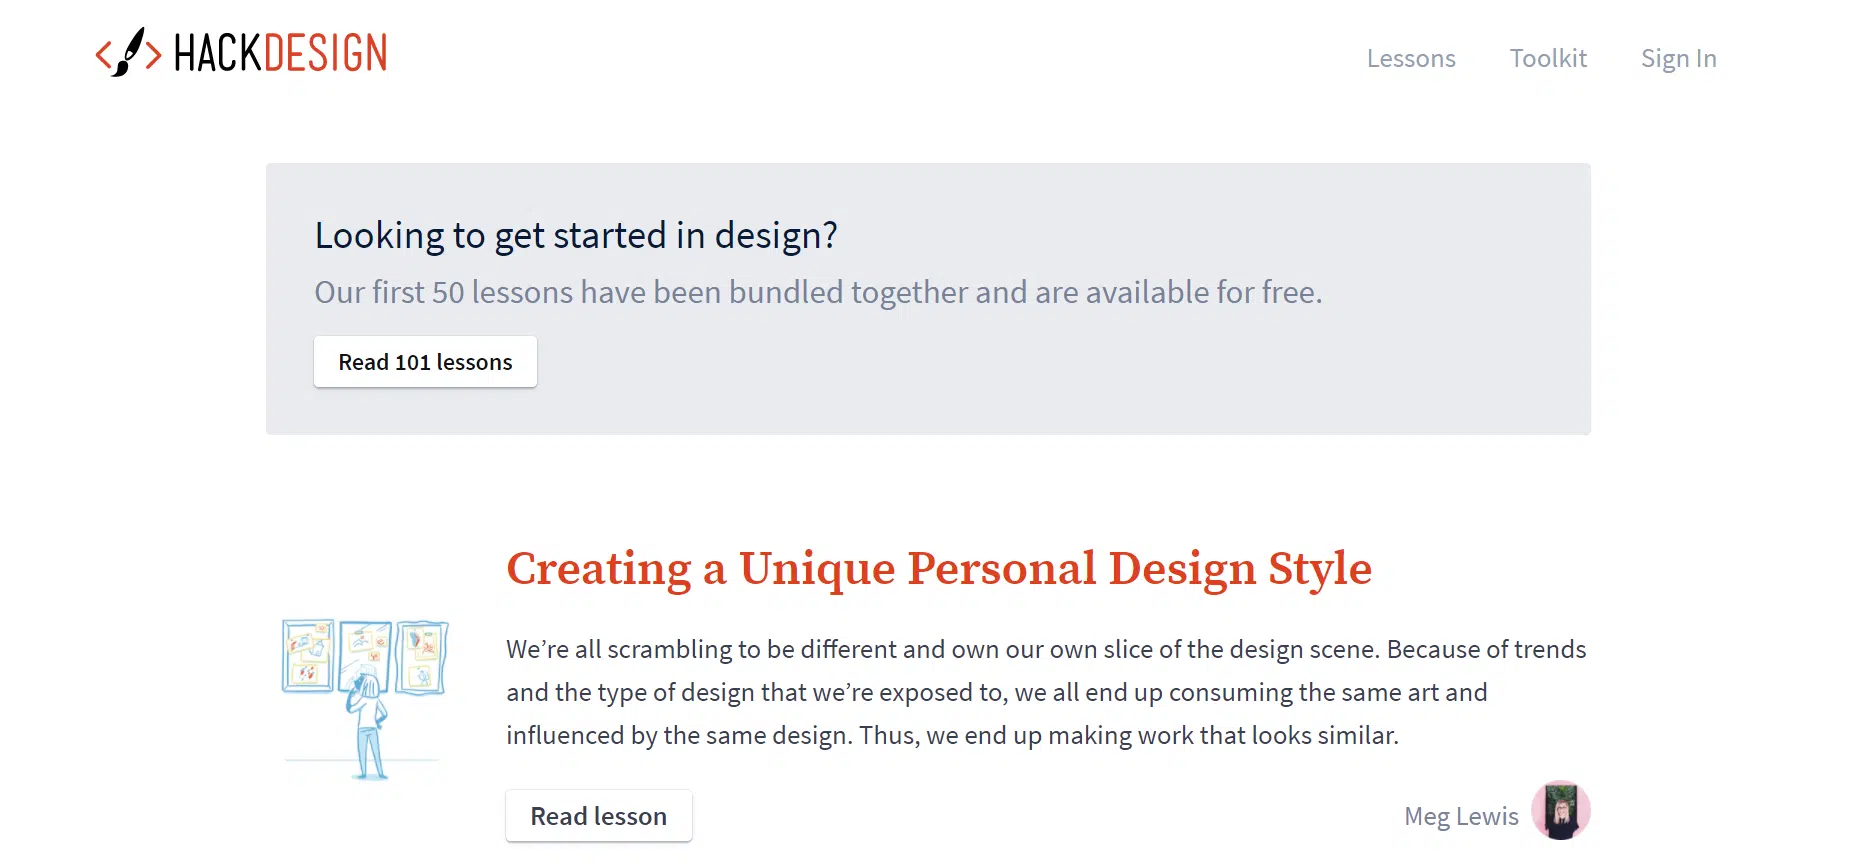 HACKDESIGN
Lessons Toolkit Sign In
Looking to get started in design?
Our first 50 lessons have been bundled together and are available for free.
Read 101 lessons
Creating a Unique Personal Design Style
We’re all scrambling to be different and own our own slice of the design scene. Because of trends
and the type of design that we’re exposed to, we all end up consuming the same art and
influenced by the same design. Thus, we end up making work that looks similar.
Read lesson
Meg Lewis